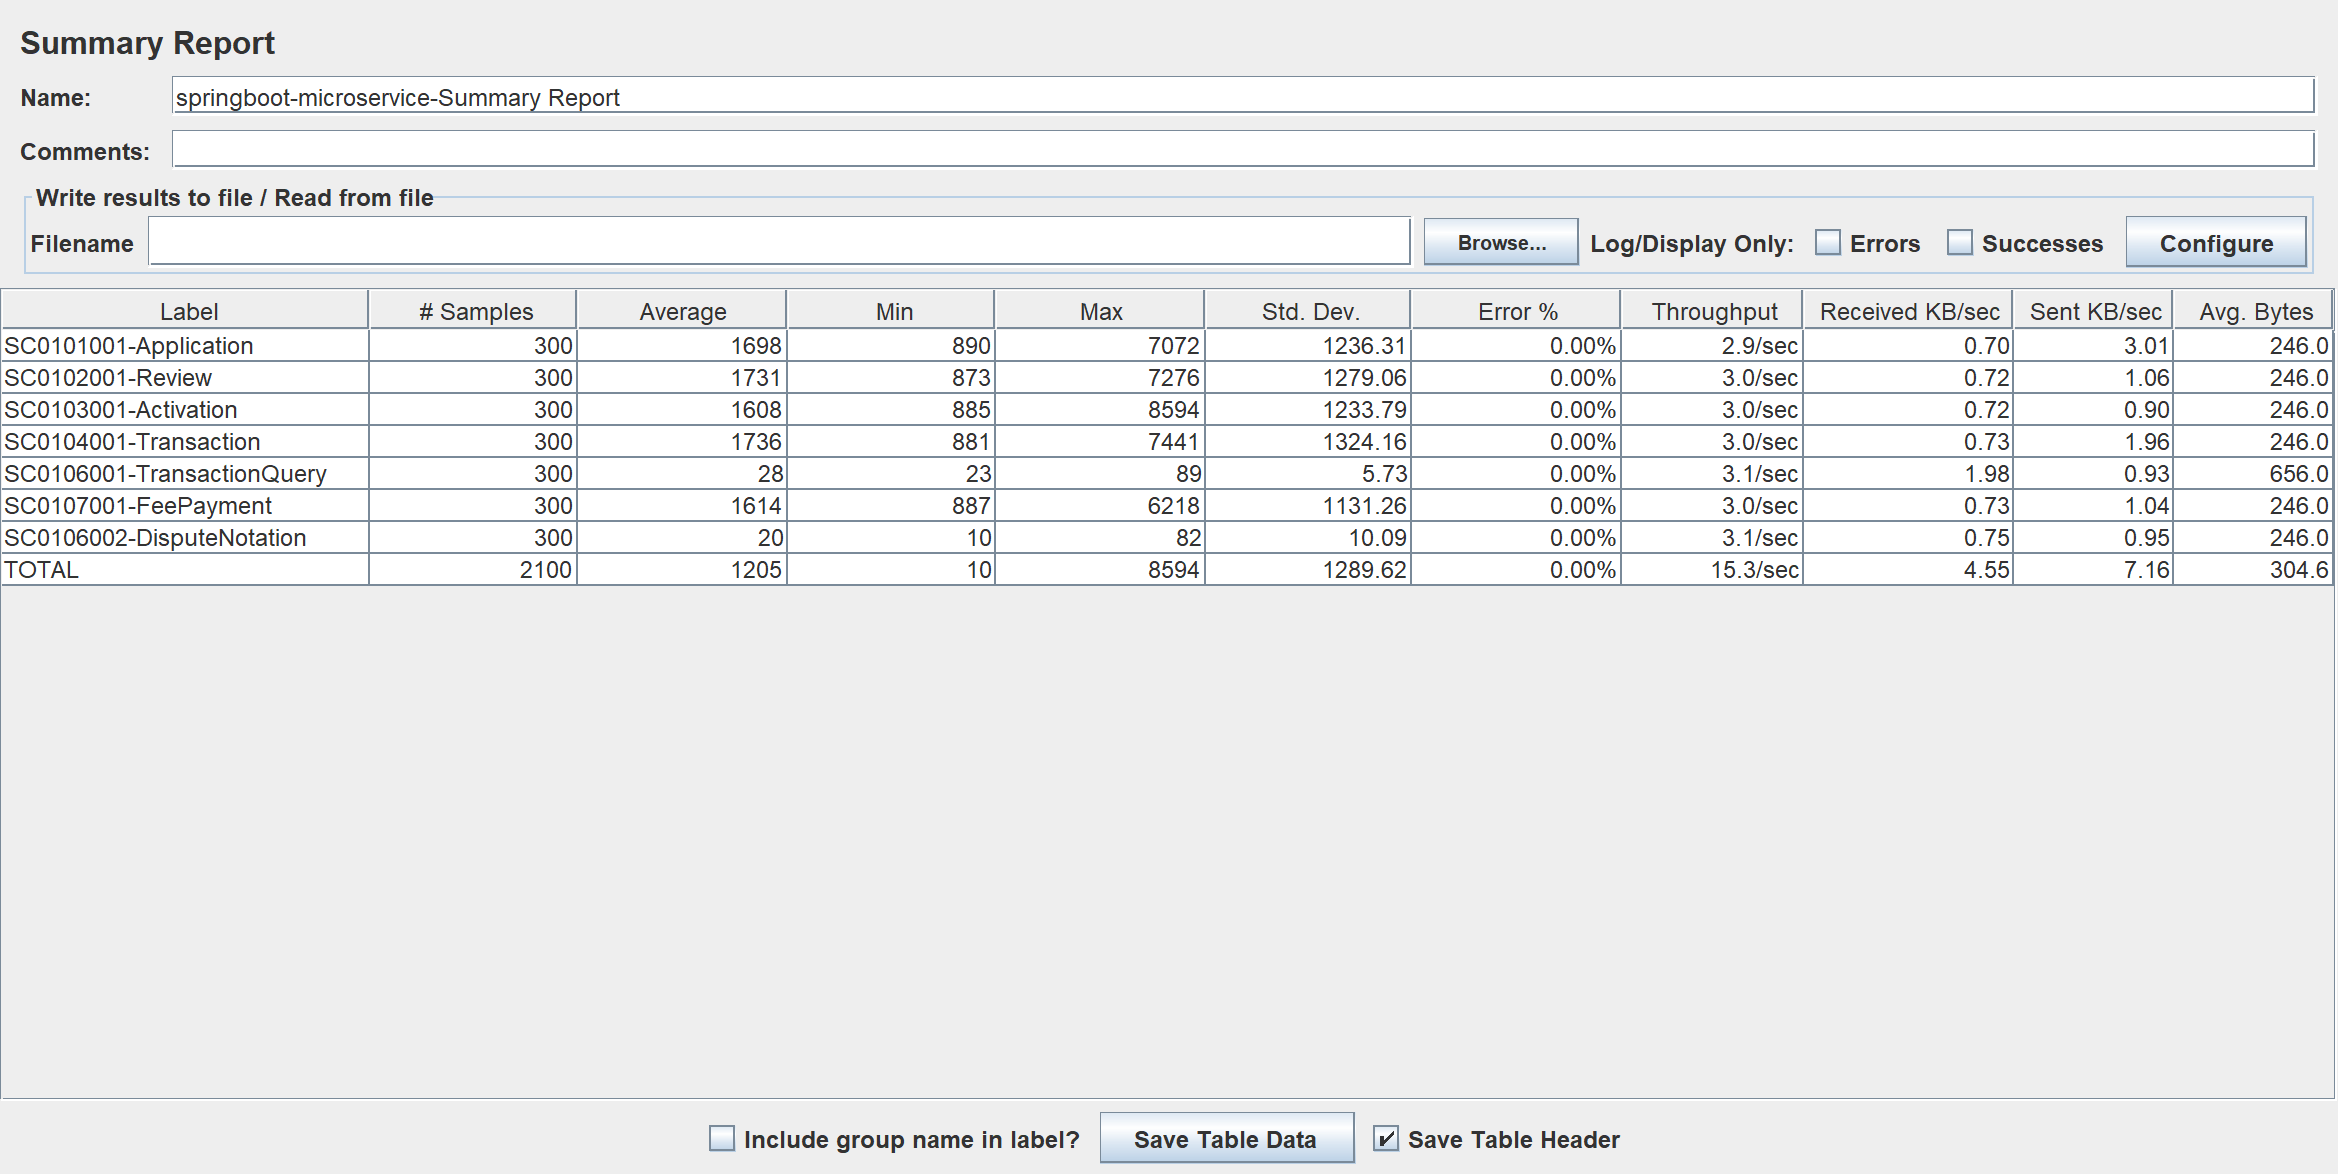 Summary Report
Name: springboot-microservice-Summary Report
Comments:
Write results to file / Read from file
Filename Browse... Log/Display Only: Errors Successes Configure
Label # Samples Average Min Max Std. Dev. Error % Throughput Received KB/sec Sent KB/sec Avg. Bytes
SC0101001-Application 300 1698 890 7072 1236.31 0.00% 2.9/sec 0.70 3.01 246.0
SC0102001-Review 300 1731 873 7276 1279.06 0.00% 3.0/sec 0.72 1.06 246.0
SC0103001-Activation 300 1608 885 8594 1233.79 0.00% 3.0/sec 0.72 0.90 246.0
SC0104001-Transaction 300 1736 881 7441 1324.16 0.00% 3.0/sec 0.73 1.96 246.0
SC0106001-TransactionQuery 300 28 23 89 5.73 0.00% 3.1/sec 1.98 0.93 656.0
SC0107001-FeePayment 300 1614 887 6218 1131.26 0.00% 3.0/sec 0.73 1.04 246.0
SC0106002-DisputeNotation 300 20 10 82 10.09 0.00% 3.1/sec 0.75 0.95 246.0
TOTAL 2100 1205 10 8594 1289.62 0.00% 15.3/sec 4.55 7.16 304.6
Include group name in label? Save Table Data Save Table Header